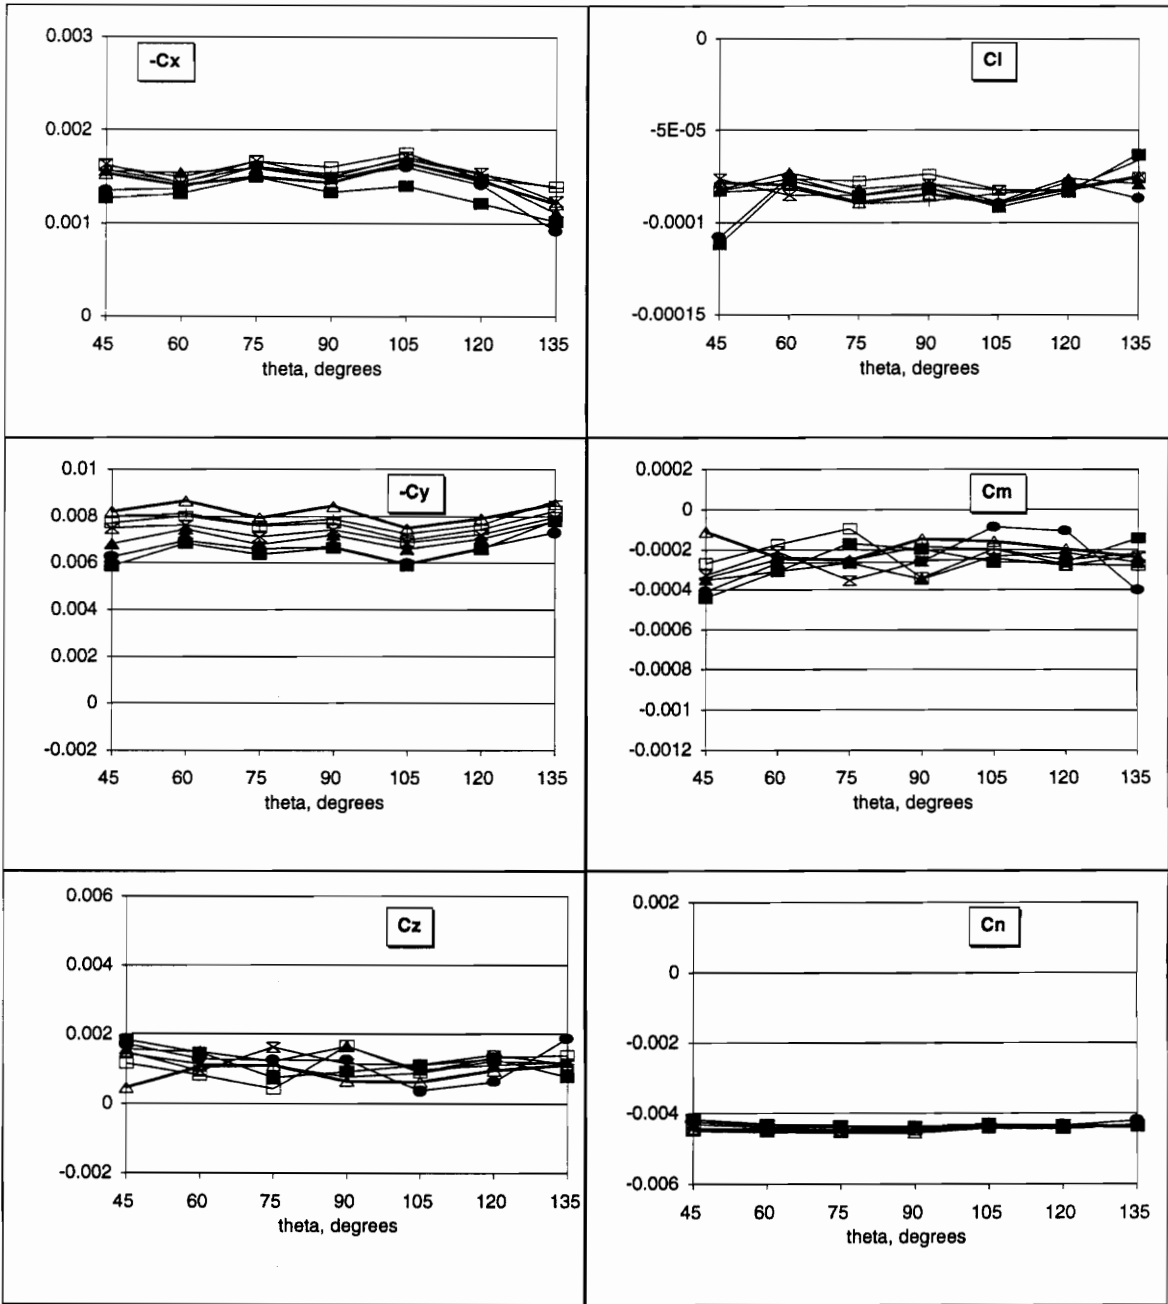 -Cx
0.003
0.002
0.001
0
45 60 75 90 105 120 135
theta, degrees
Cl
0
-5E-05
-0.0001
-0.00015
45 60 75 90 105 120 135
theta, degrees
-Cy
0.01
0.008
0.006
0.004
0.002
0
-0.002
45 60 75 90 105 120 135
theta, degrees
Cm
0.0002
0
-0.0002
-0.0004
-0.0006
-0.0008
-0.001
-0.0012
45 60 75 90 105 120 135
theta, degrees
Cz
0.006
0.004
0.002
0
-0.002
45 60 75 90 105 120 135
theta, degrees
Cn
0.002
0
-0.002
-0.004
-0.006
45 60 75 90 105 120 135
theta, degrees